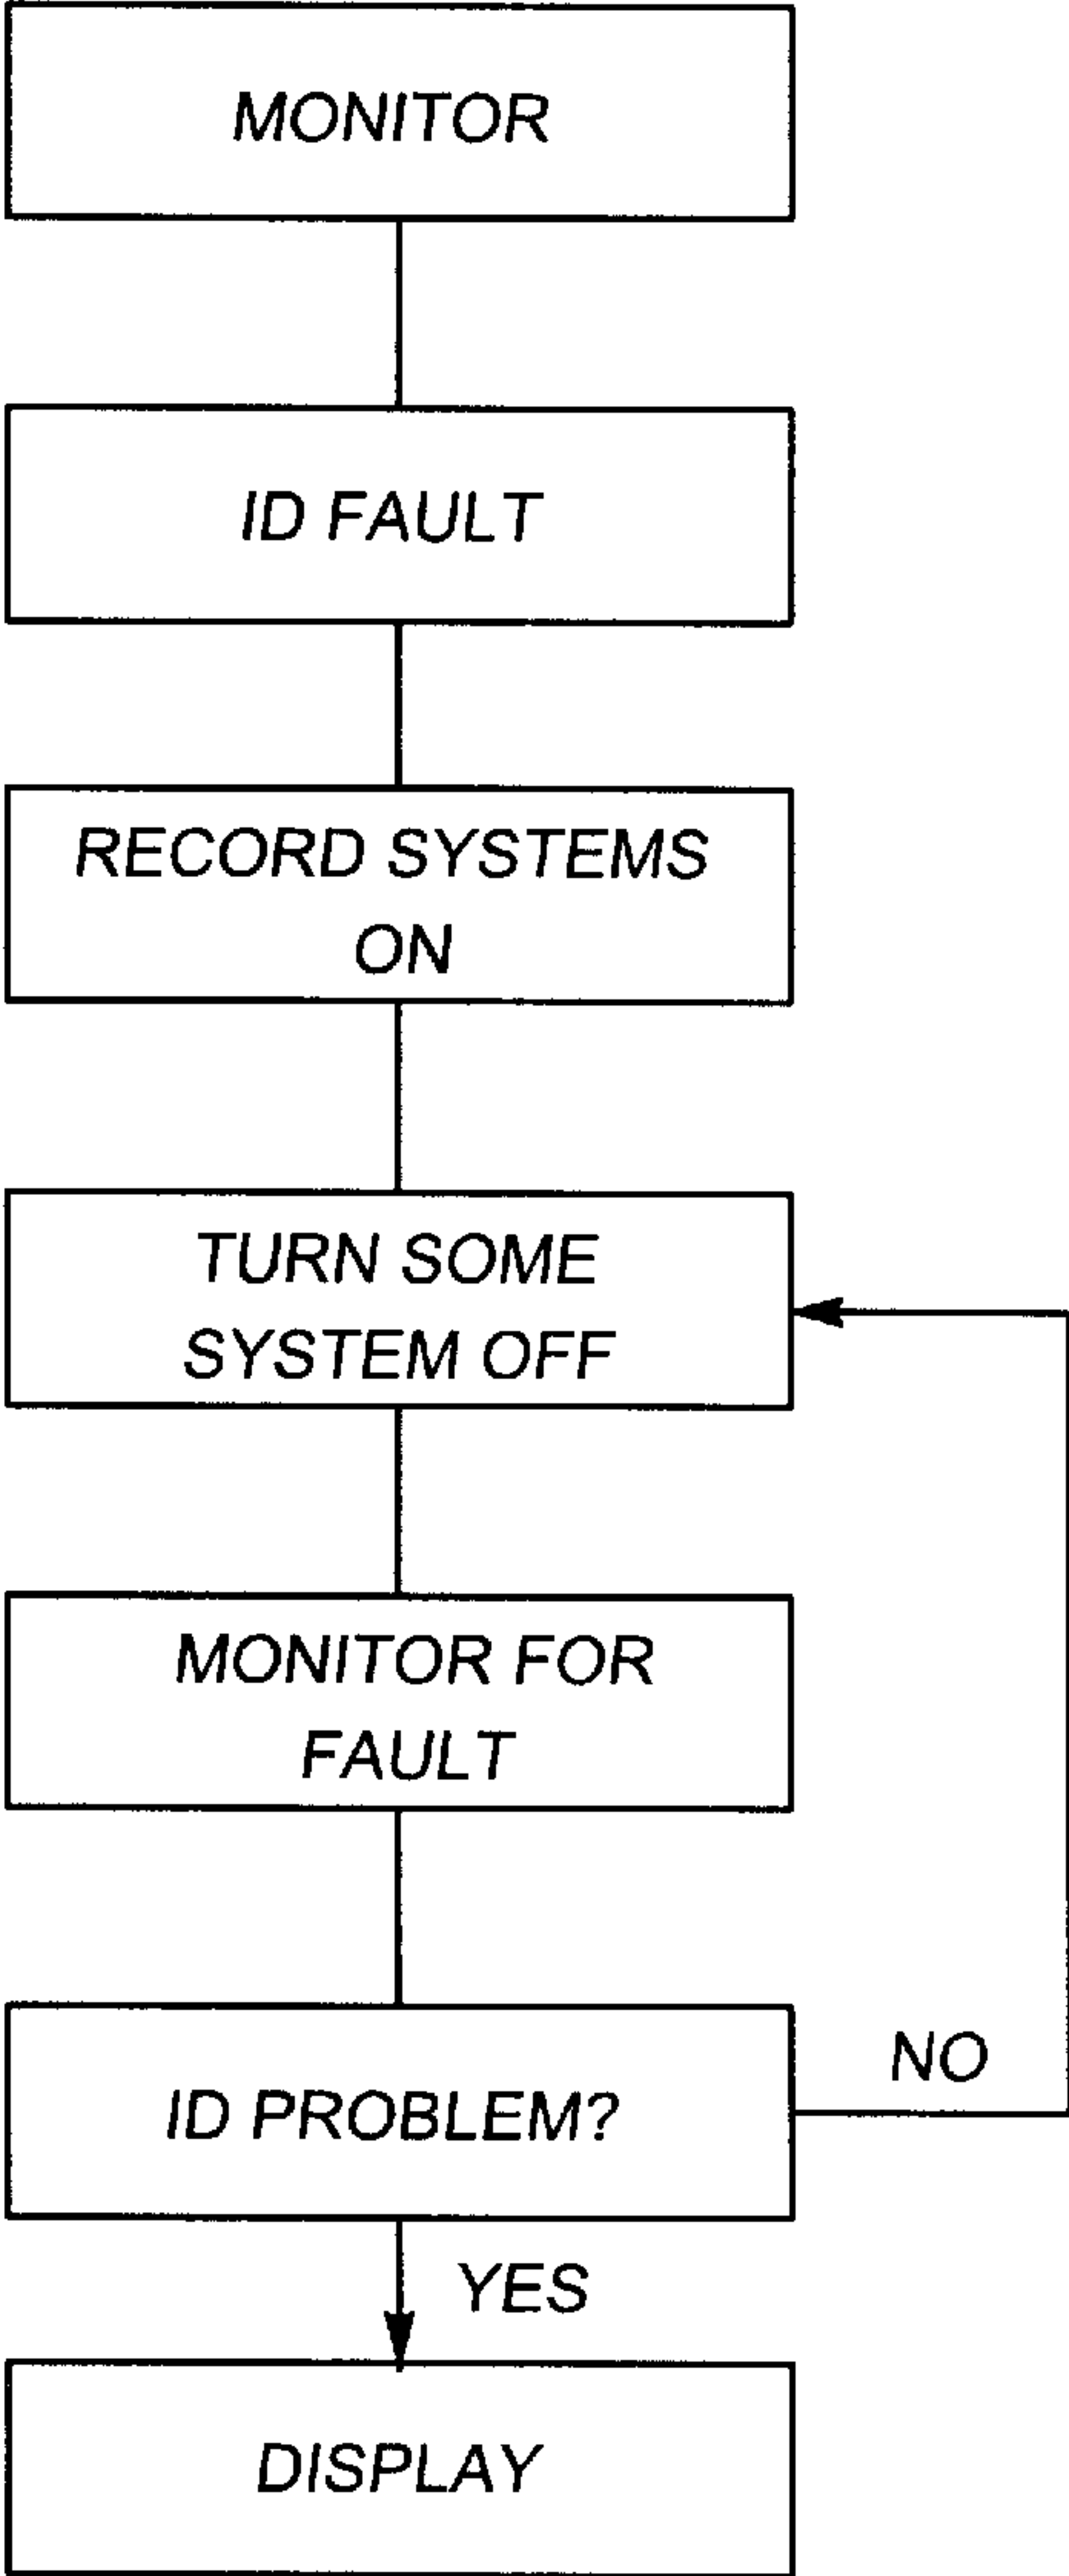 MONITOR
ID FAULT
RECORD SYSTEMS
ON
TURN SOME
SYSTEM OFF
MONITOR FOR
FAULT
ID PROBLEM?
NO
YES
DISPLAY